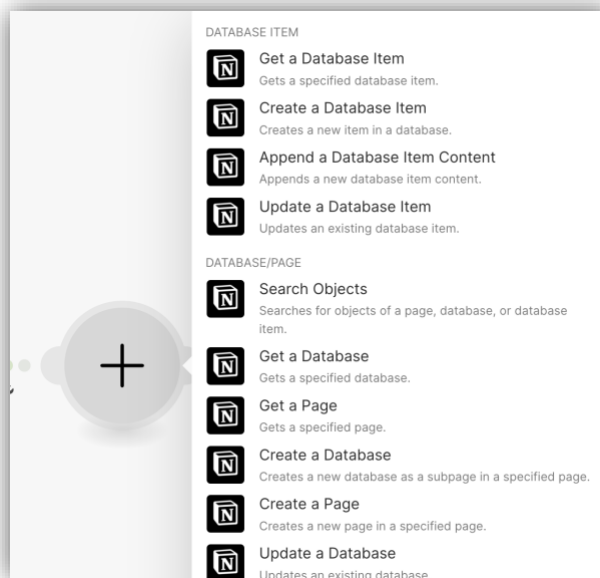 DATABASE ITEM
Get a Database Item
Gets a specified database item.
Create a Database Item
Creates a new item in a database.
Append a Database Item Content
Appends a new database item content.
Update a Database Item
Updates an existing database item.
DATABASE/PAGE
Search Objects
Searches for objects of a page, database, or database
item.
Get a Database
Gets a specified database.
Get a Page
Gets a specified page.
Create a Database
Creates a new database as a subpage in a specified page.
Create a Page
Creates a new page in a specified page.
Update a Database
Updates an existing database.